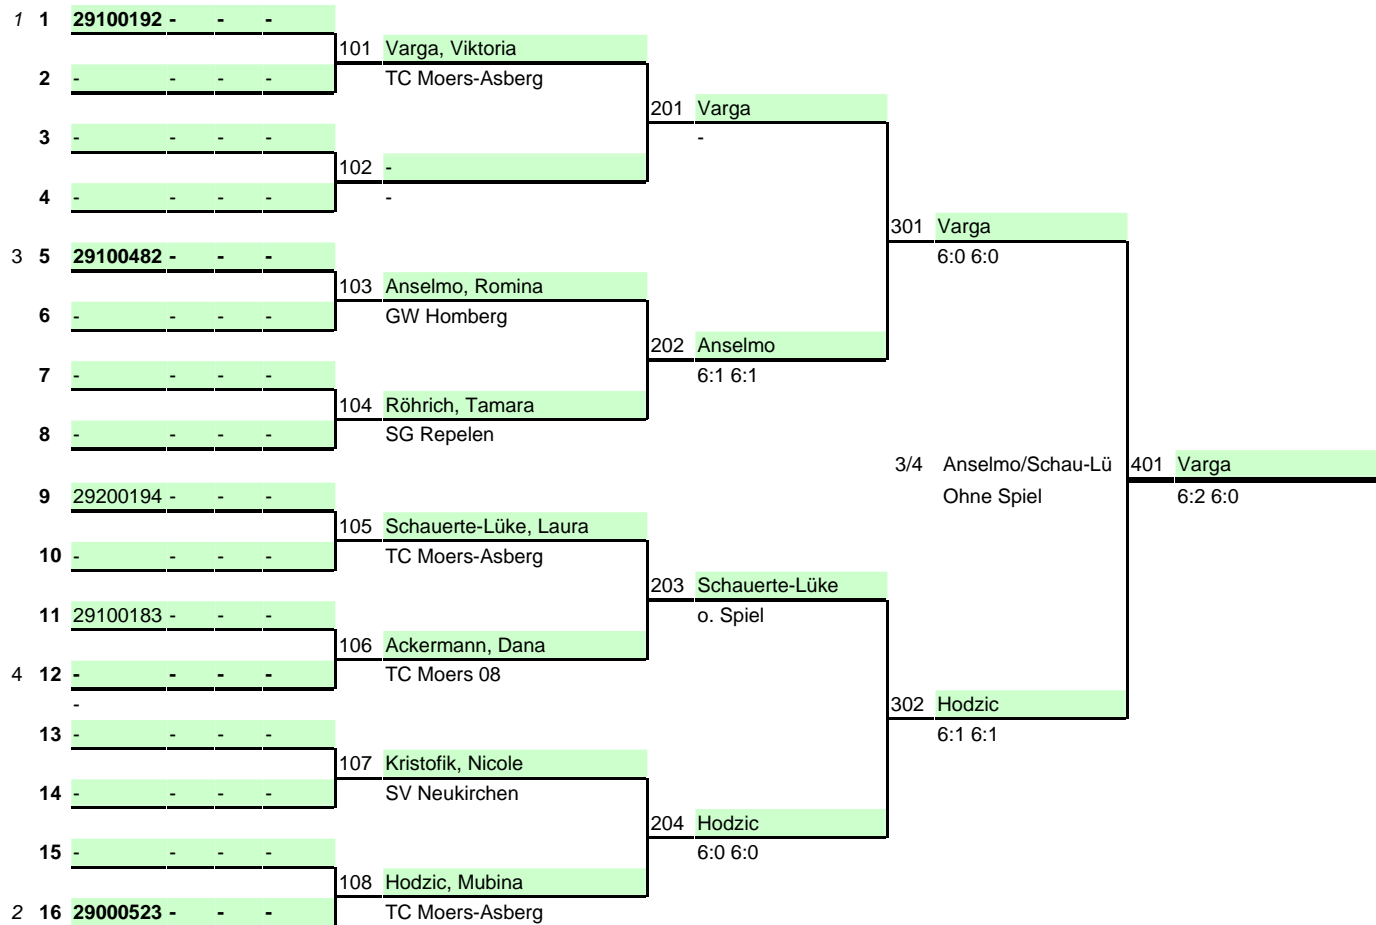 1 1 29100192 - - -
101 Varga, Viktoria
2 - - - - TC Moers-Asberg
201 Varga
3 - - - - -
102 -
4 - - - - -
301 Varga
3 5 29100482 - - - 6:0 6:0
103 Anselmo, Romina
6 - - - - GW Homberg
202 Anselmo
7 - - - - 6:1 6:1
104 Röhrich, Tamara
8 - - - - SG Repelen
3/4 Anselmo/Schau-Lü 401 Varga
9 29200194 - - - Ohne Spiel 6:2 6:0
105 Schauerte-Lüke, Laura
10 - - - - TC Moers-Asberg
203 Schauerte-Lüke
11 29100183 - - - o. Spiel
106 Ackermann, Dana
4 12 - - - - TC Moers 08
- 302 Hodzic
13 - - - - 6:1 6:1
107 Kristofik, Nicole
14 - - - - SV Neukirchen
204 Hodzic
15 - - - - 6:0 6:0
108 Hodzic, Mubina
2 16 29000523 - - - TC Moers-Asberg